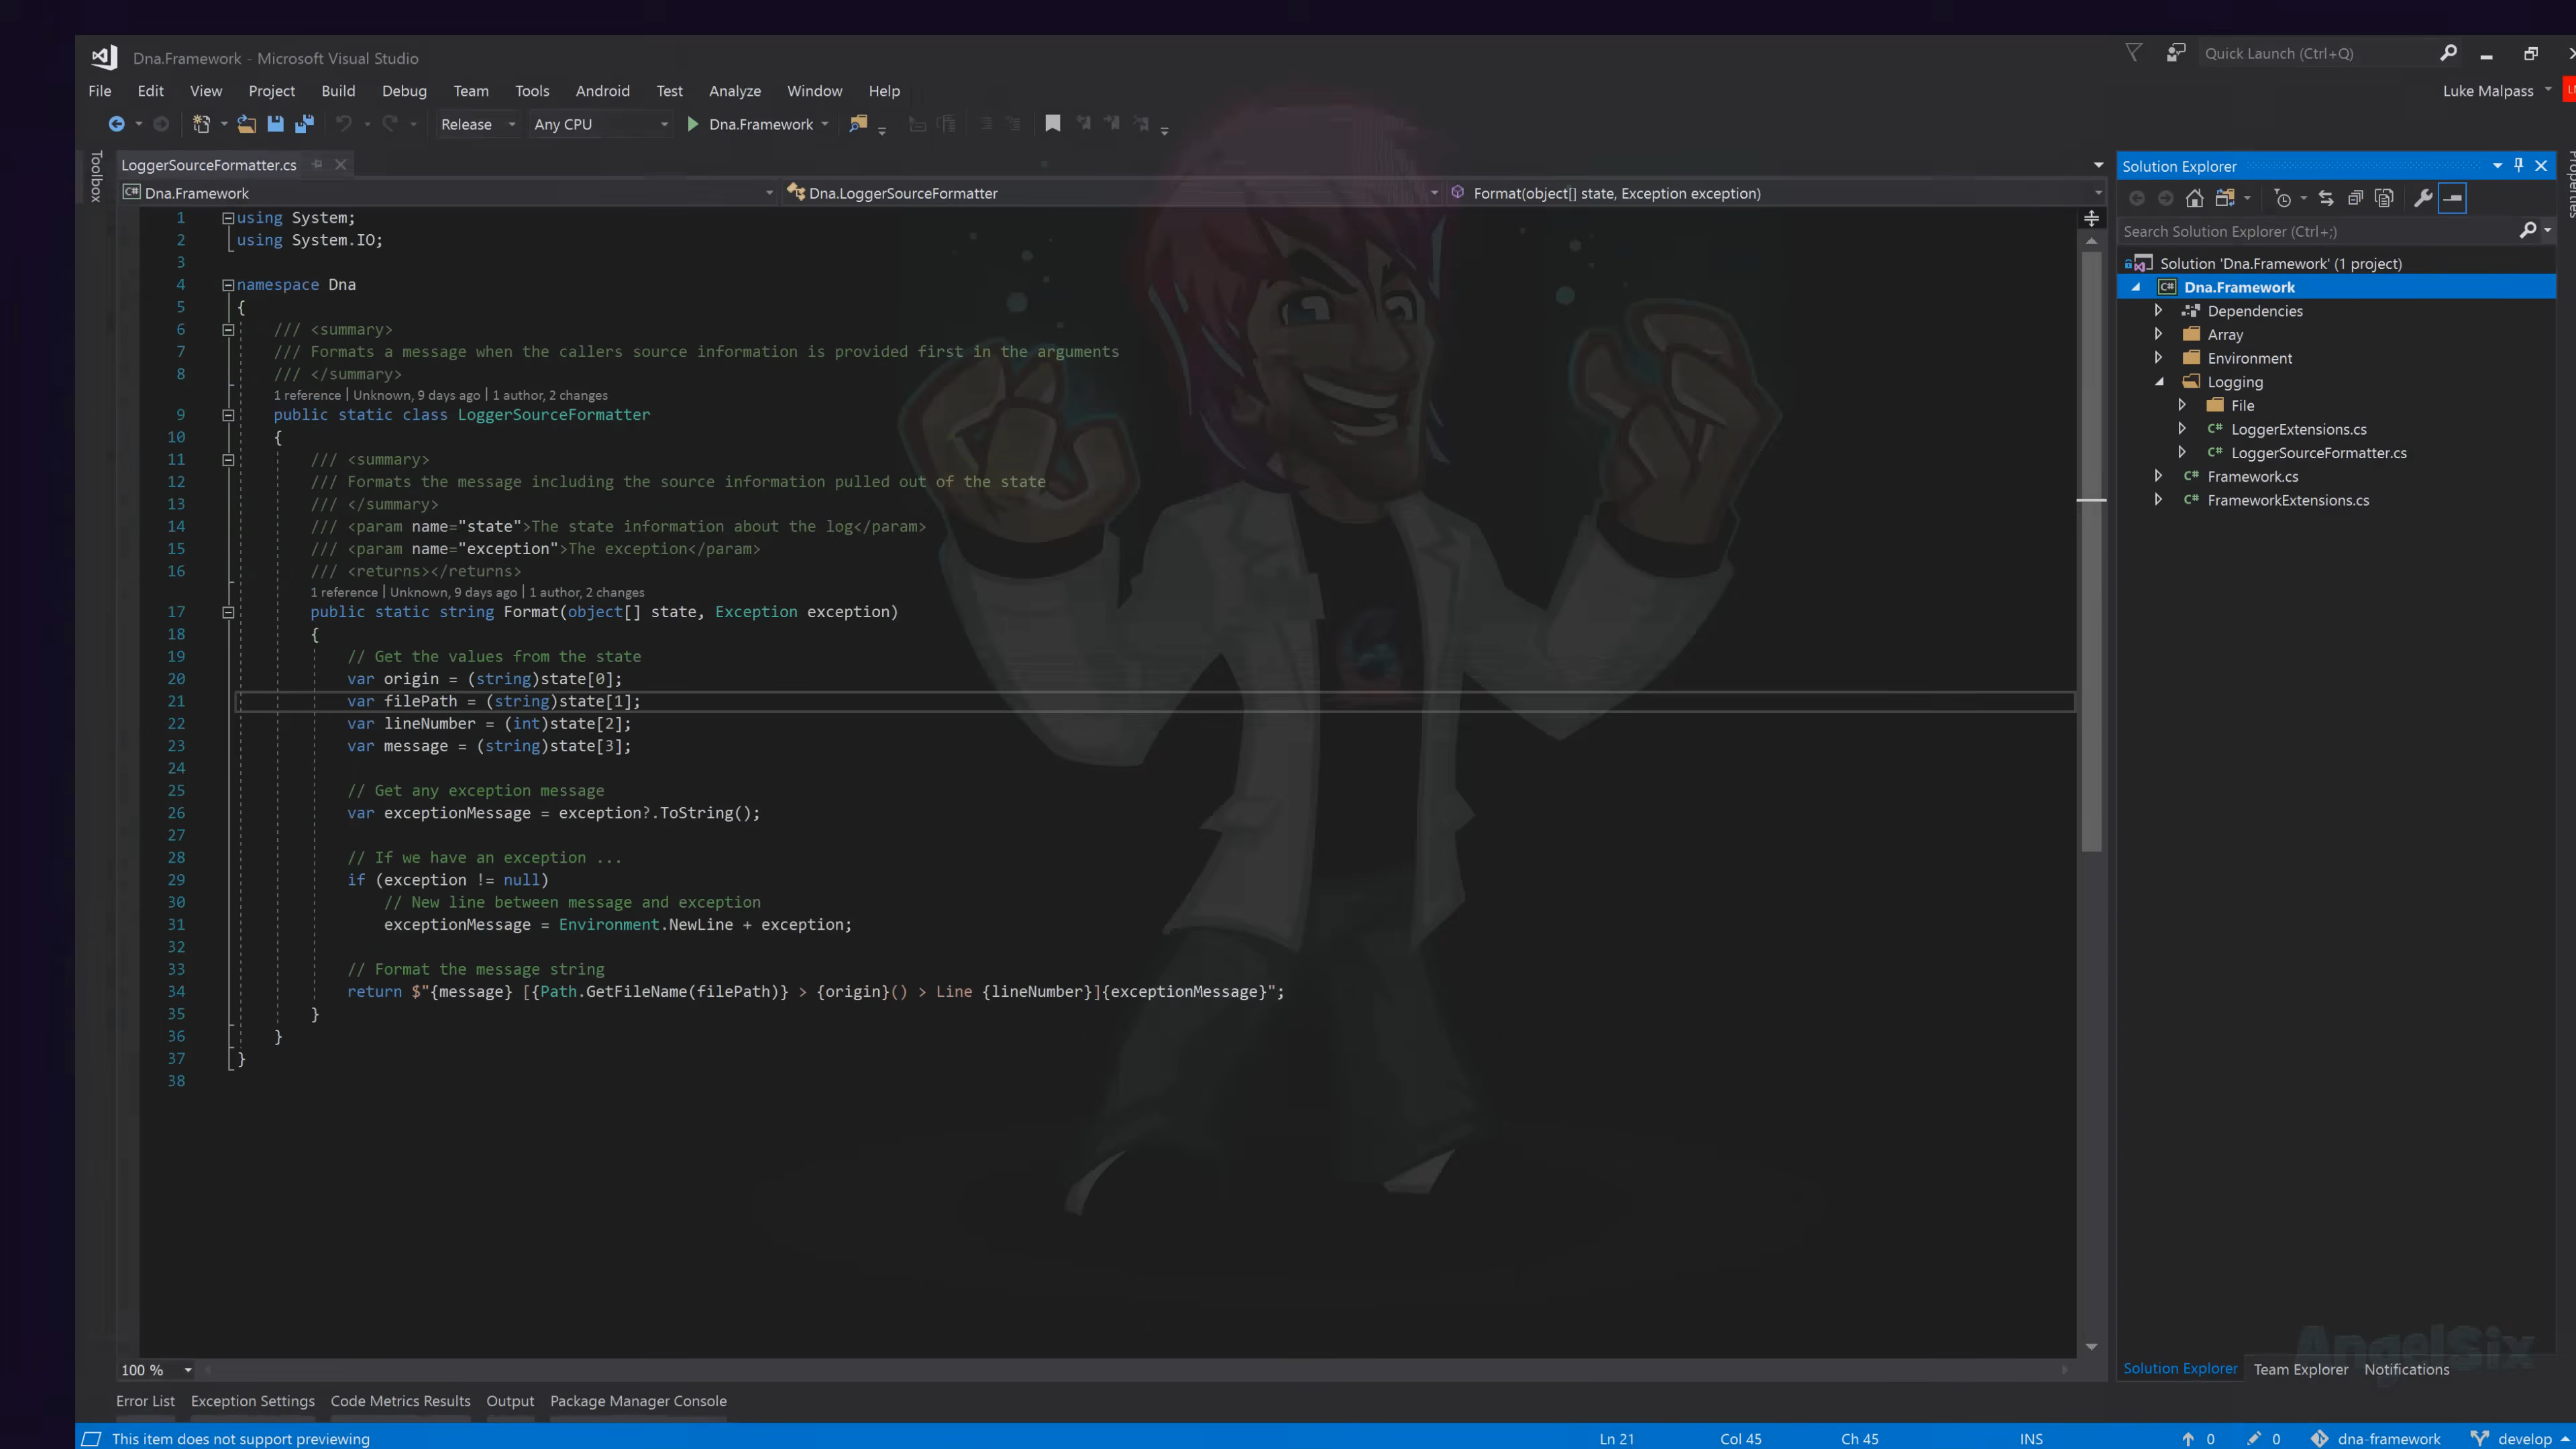 Dna.Framework - Microsoft Visual Studio
Quick Launch (Ctrl+Q)
File Edit View Project Build Debug Team Tools Android Test Analyze Window Help
Luke Malpass
Release Any CPU Dna.Framework
Toolbox
LoggerSourceFormatter.cs
Dna.Framework Dna.LoggerSourceFormatter Format(object[] state, Exception exception)
1 using System;
2 using System.IO;
3
4 namespace Dna
5 {
6 /// <summary>
7 /// Formats a message when the callers source information is provided first in the arguments
8 /// </summary>
1 reference | Unknown, 9 days ago | 1 author, 2 changes
9 public static class LoggerSourceFormatter
10 {
11 /// <summary>
12 /// Formats the message including the source information pulled out of the state
13 /// </summary>
14 /// <param name="state">The state information about the log</param>
15 /// <param name="exception">The exception</param>
16 /// <returns></returns>
1 reference | Unknown, 9 days ago | 1 author, 2 changes
17 public static string Format(object[] state, Exception exception)
18 {
19 // Get the values from the state
20 var origin = (string)state[0];
21 var filePath = (string)state[1];
22 var lineNumber = (int)state[2];
23 var message = (string)state[3];
24
25 // Get any exception message
26 var exceptionMessage = exception?.ToString();
27
28 // If we have an exception ...
29 if (exception != null)
30 // New line between message and exception
31 exceptionMessage = Environment.NewLine + exception;
32
33 // Format the message string
34 return $"{message} [{Path.GetFileName(filePath)} > {origin}() > Line {lineNumber}]{exceptionMessage}";
35 }
36 }
37 }
38
100 %
Solution Explorer
Search Solution Explorer (Ctrl+;)
Solution 'Dna.Framework' (1 project)
C# Dna.Framework
Dependencies
Array
Environment
Logging
File
C# LoggerExtensions.cs
C# LoggerSourceFormatter.cs
C# Framework.cs
C# FrameworkExtensions.cs
Properties
AngelSix
Solution Explorer Team Explorer Notifications
Error List Exception Settings Code Metrics Results Output Package Manager Console
This item does not support previewing Ln 21 Col 45 Ch 45 INS 0 0 dna-framework develop